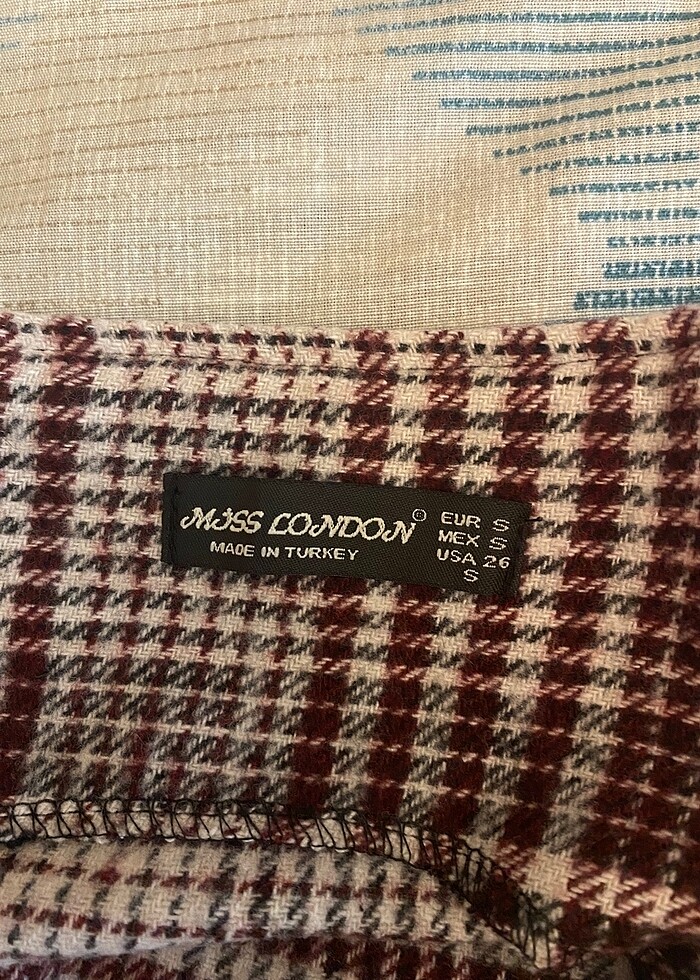 MISS LONDON©
MADE IN TURKEY
EUR S
MEX S
USA 26
S